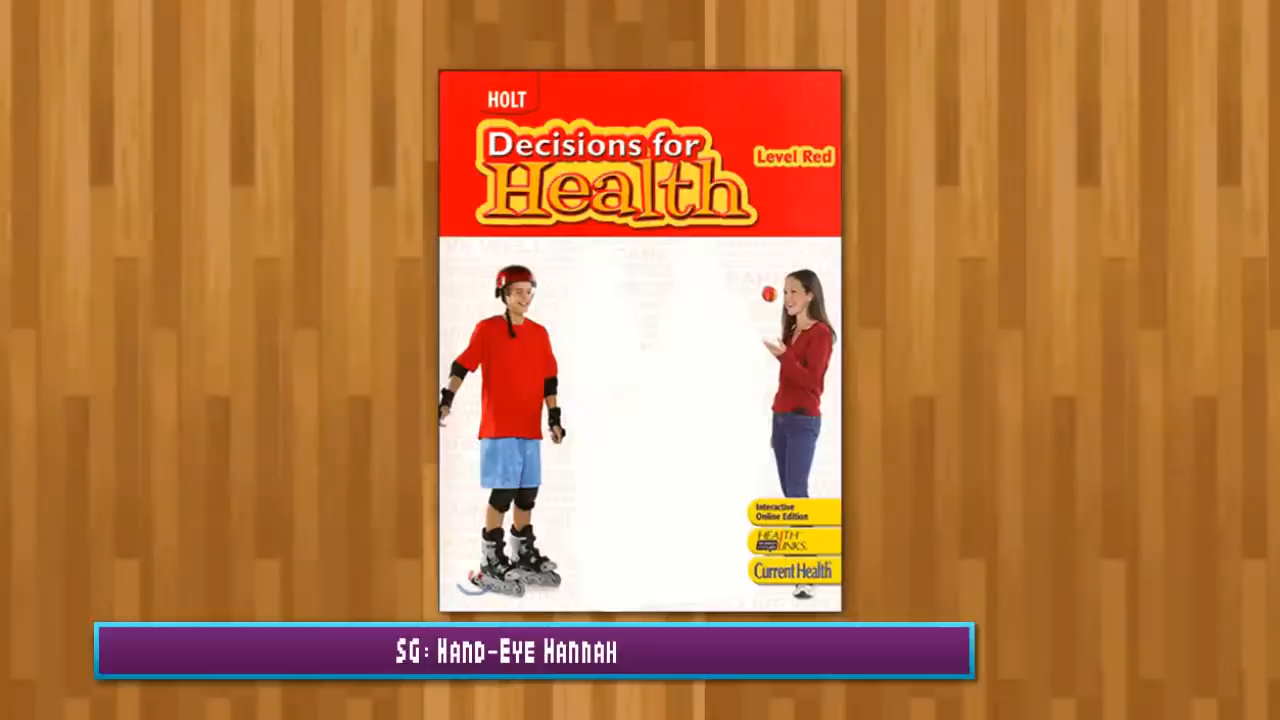 HOLT
Decisions for
Health
Level Red
Interactive
Online Edition
HEALTH
LINKS.
Current Health
SG: Hand-Eye Hannah